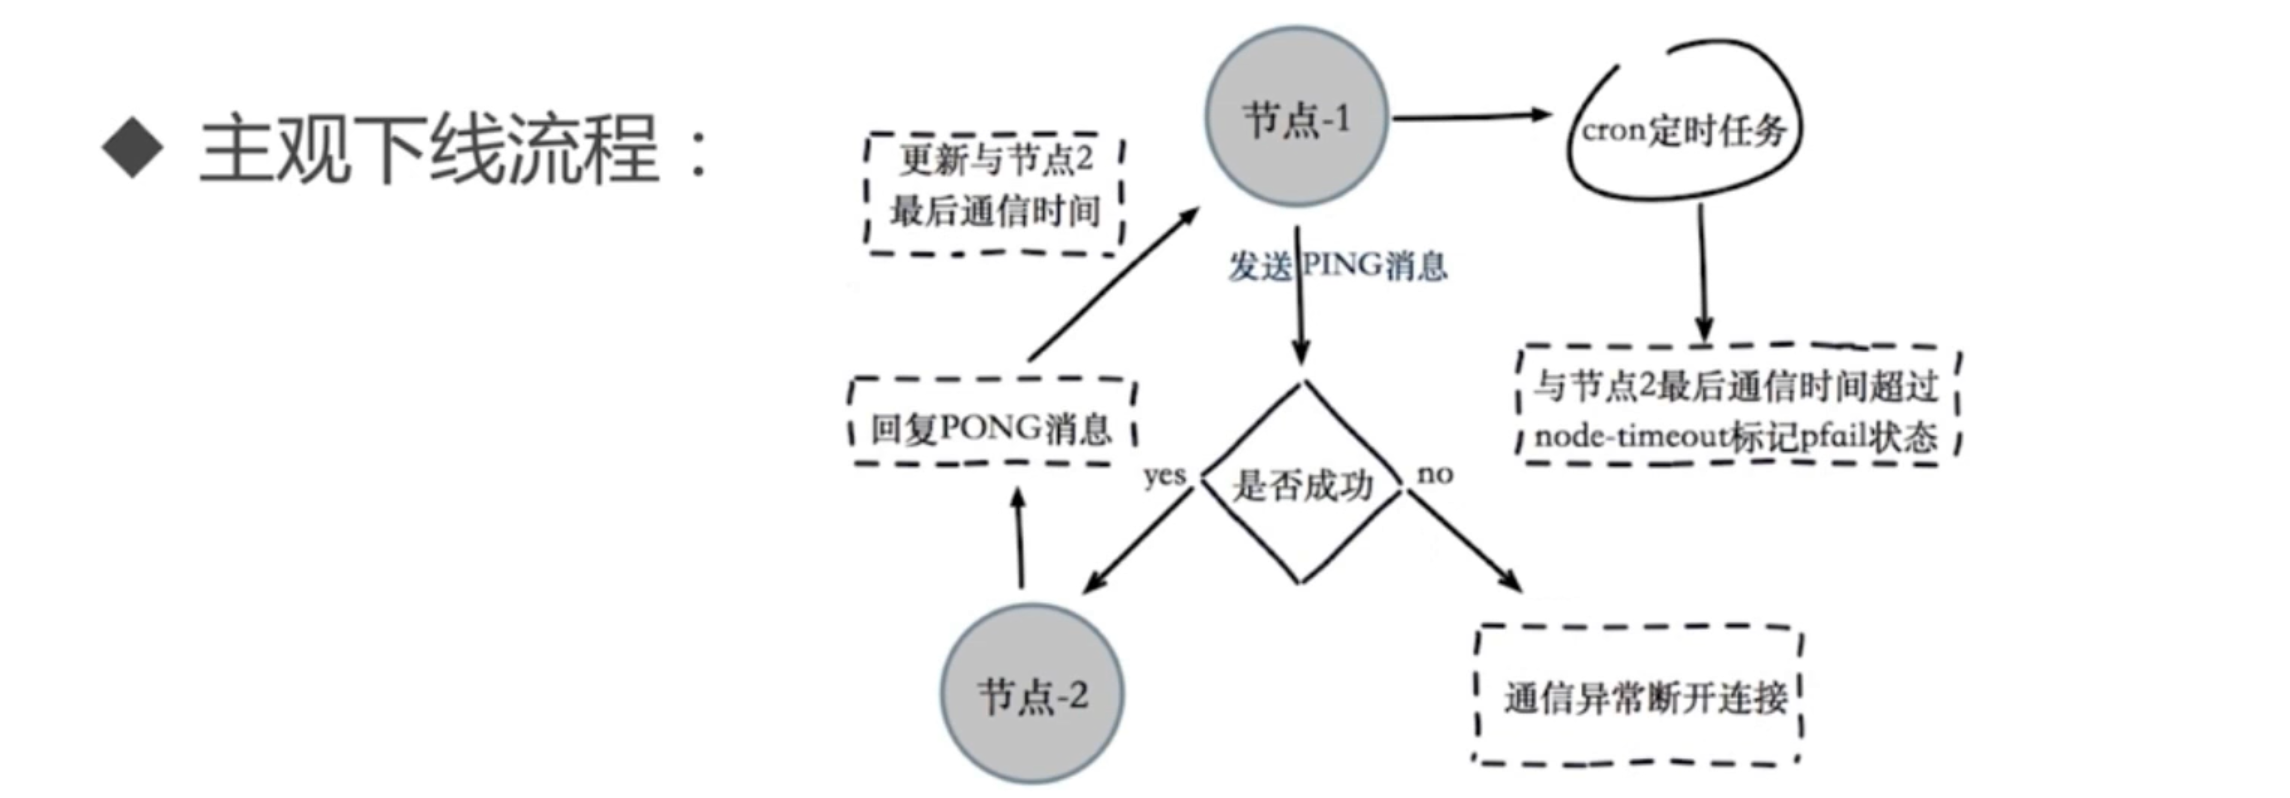 ◆ 主观下线流程：
节点-1
cron定时任务
更新与节点2
最后通信时间
发送PING消息
与节点2最后通信时间超过
node-timeout标记pfail状态
回复PONG消息
yes
是否成功
no
节点-2
通信异常断开连接